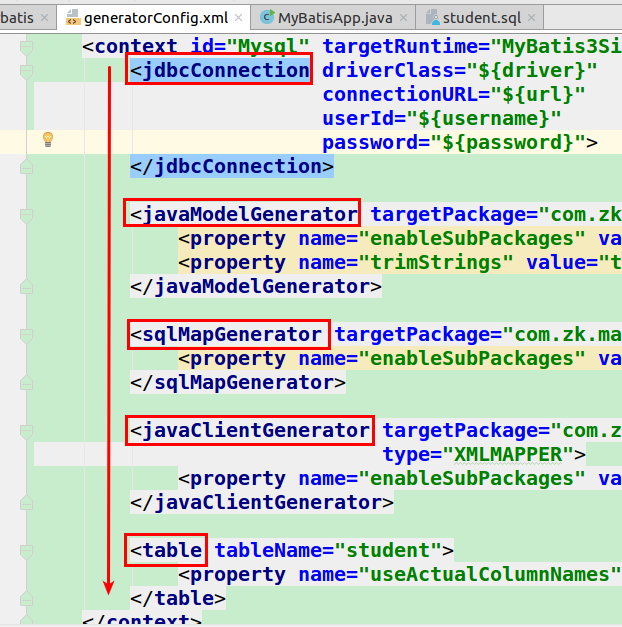 batis generatorConfig.xml MyBatisApp.java student.sql
<context id="Mysql" targetRuntime="MyBatis3Si
<jdbcConnection driverClass="${driver}"
connectionURL="${url}"
userId="${username}"
password="${password}">
</jdbcConnection>
<javaModelGenerator targetPackage="com.zk
<property name="enableSubPackages" va
<property name="trimStrings" value="t
</javaModelGenerator>
<sqlMapGenerator targetPackage="com.zk.ma
<property name="enableSubPackages" va
</sqlMapGenerator>
<javaClientGenerator targetPackage="com.z
type="XMLMAPPER">
<property name="enableSubPackages" va
</javaClientGenerator>
<table tableName="student">
<property name="useActualColumnNames"
</table>
</context>